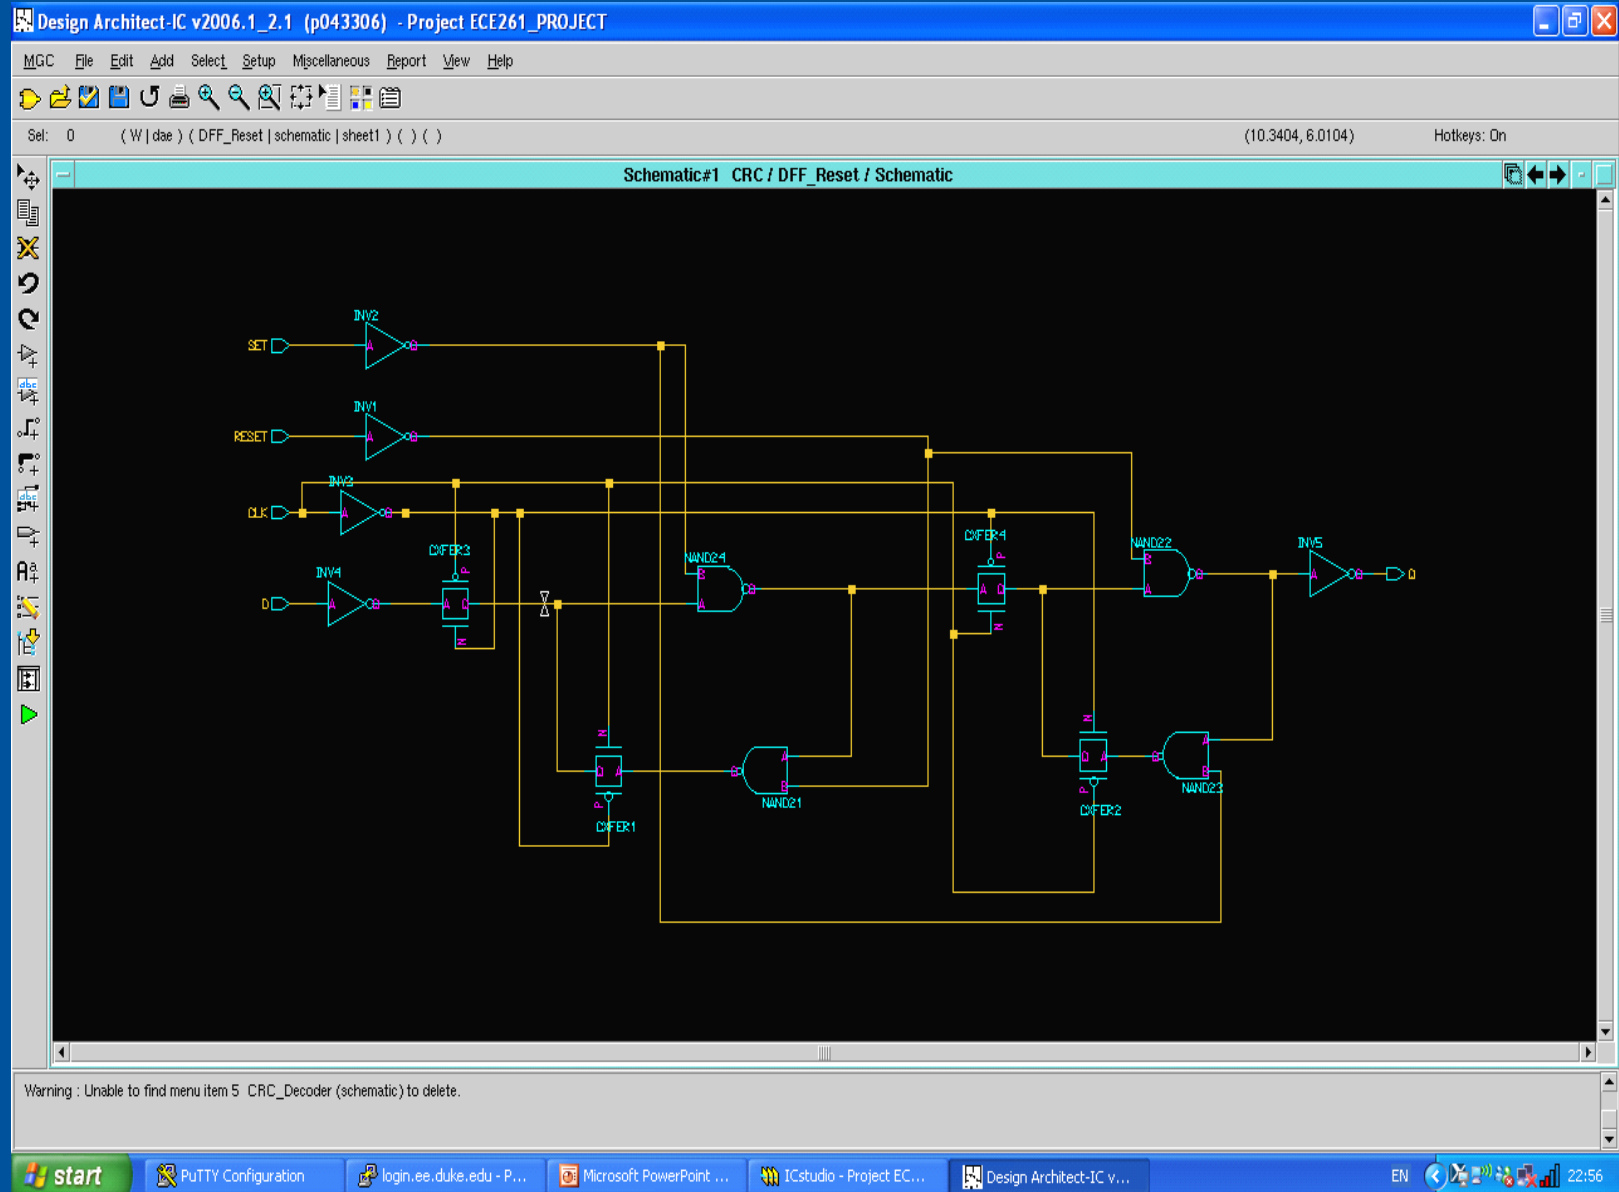 Design Architect-IC v2006.1_2.1 (p043306) - Project ECE261_PROJECT
MGC File Edit Add Select Setup Miscellaneous Report View Help
Sel: 0 ( W | dae ) ( DFF_Reset | schematic | sheet1 ) ( ) ( ) (10.3404, 6.0104) Hotkeys: On
Schematic#1 CRC / DFF_Reset / Schematic
INV2
SET A Q
INV1
RESET A Q
INV3
CLK A Q
CXFER3 P
CXFER4 P
NAND22
INV5
NAND24
INV4
B
B
A Q
A Q Q
D A Q
A Q
A
Q
A Q
A
N
N
N
N
Q A
Q
A
B
NAND21
Q A
Q
A
B
NAND23
P
P
CXFER1
CXFER2
abc
abc
Aa
Warning : Unable to find menu item 5 CRC_Decoder (schematic) to delete.
start PuTTY Configuration login.ee.duke.edu - P... Microsoft PowerPoint ... ICstudio - Project EC... Design Architect-IC v... EN 22:56